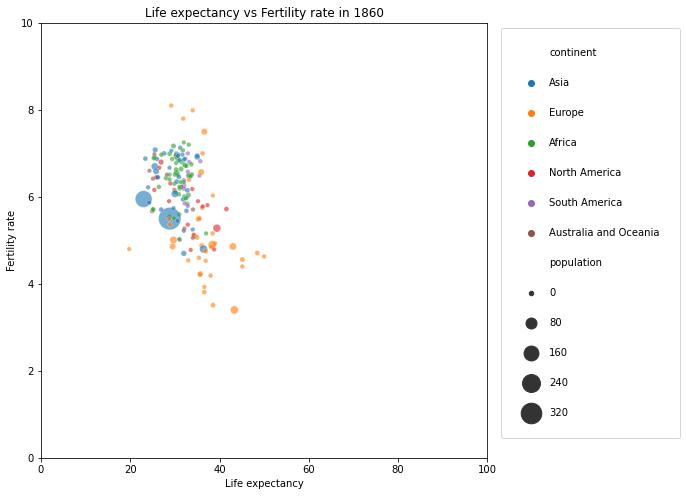 Life expectancy vs Fertility rate in 1860
10
8
6
4
2
0
Fertility rate
0 20 40 60 80 100
Life expectancy
continent
Asia
Europe
Africa
North America
South America
Australia and Oceania
population
0
80
160
240
320